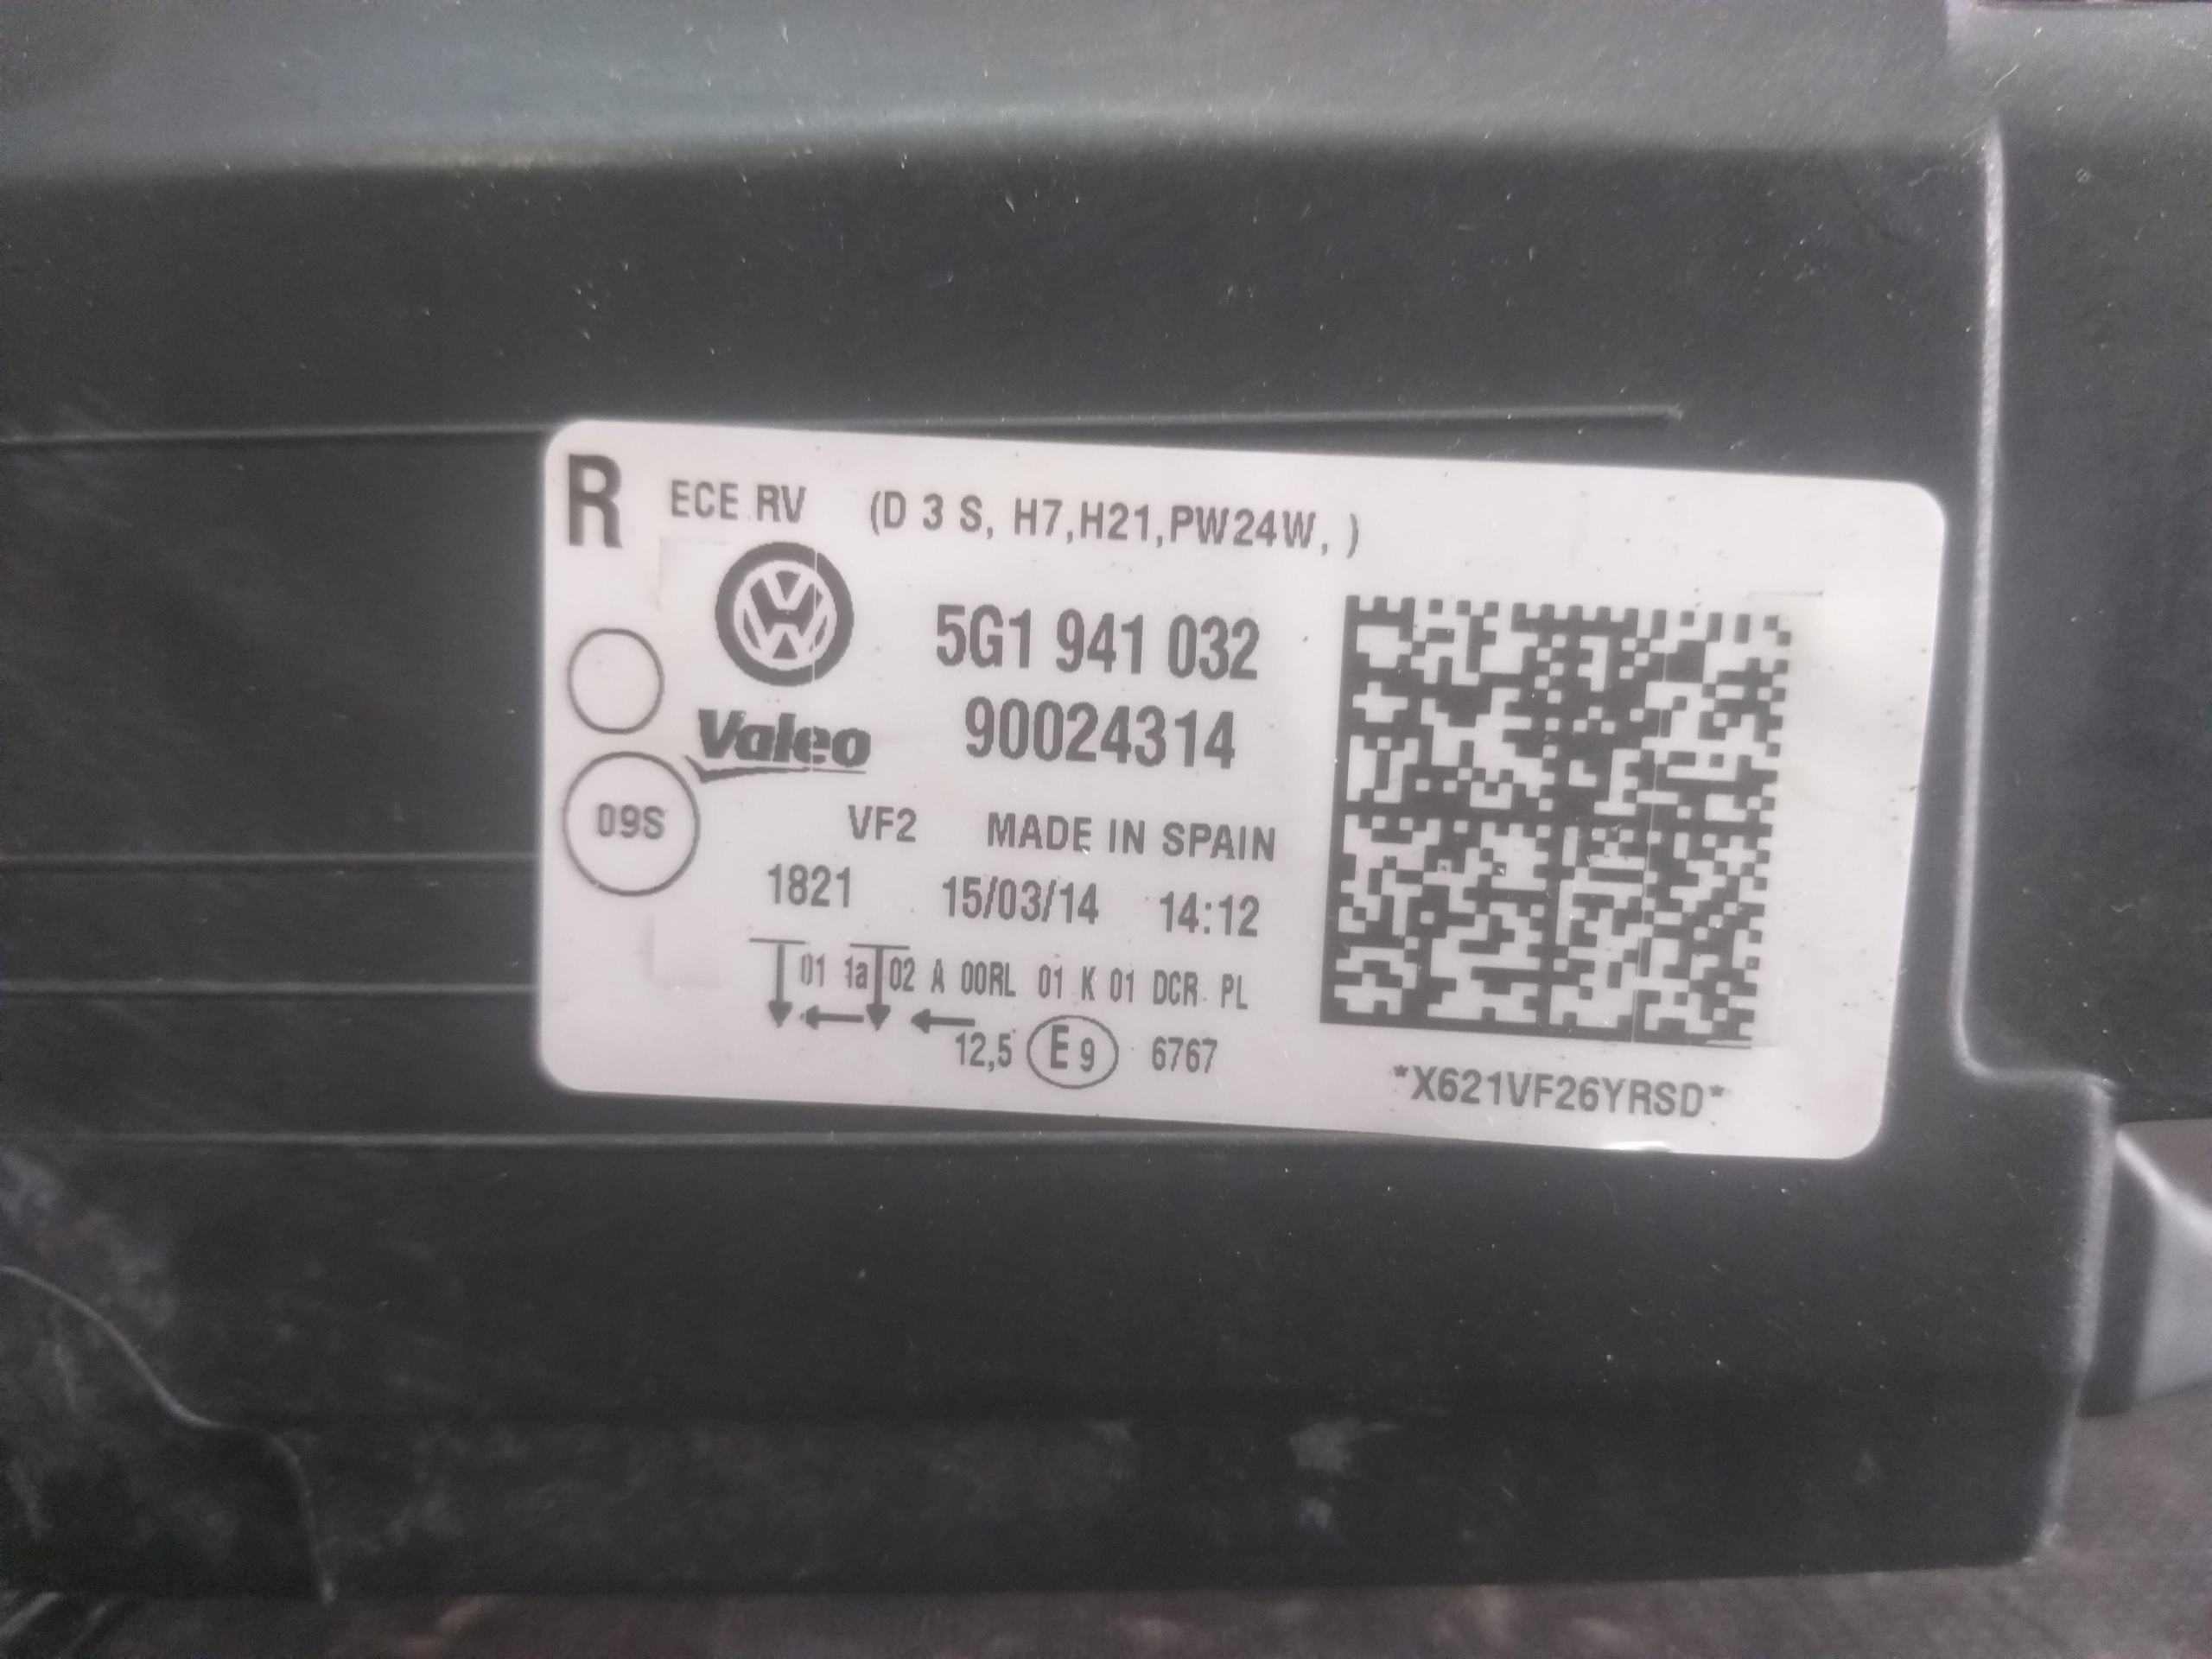 R ECE RV (D 3 S, H7,H21,PW24W, )
5G1 941 032
Valeo 90024314
09S VF2 MADE IN SPAIN
1821 15/03/14 14:12
01 1a 02 A 00RL 01 K 01 DCR PL
12,5 E9 6767
*X621VF26YRSD*